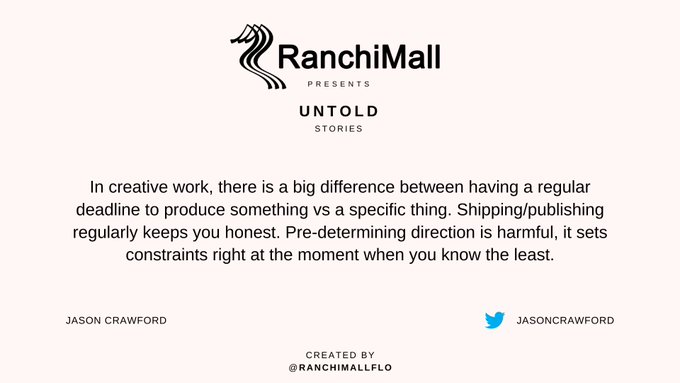 RanchiMall
PRESENTS
UNTOLD
STORIES
In creative work, there is a big difference between having a regular
deadline to produce something vs a specific thing. Shipping/publishing
regularly keeps you honest. Pre-determining direction is harmful, it sets
constraints right at the moment when you know the least.
JASON CRAWFORD
JASONCRAWFORD
CREATED BY
@RANCHIMALLFLO